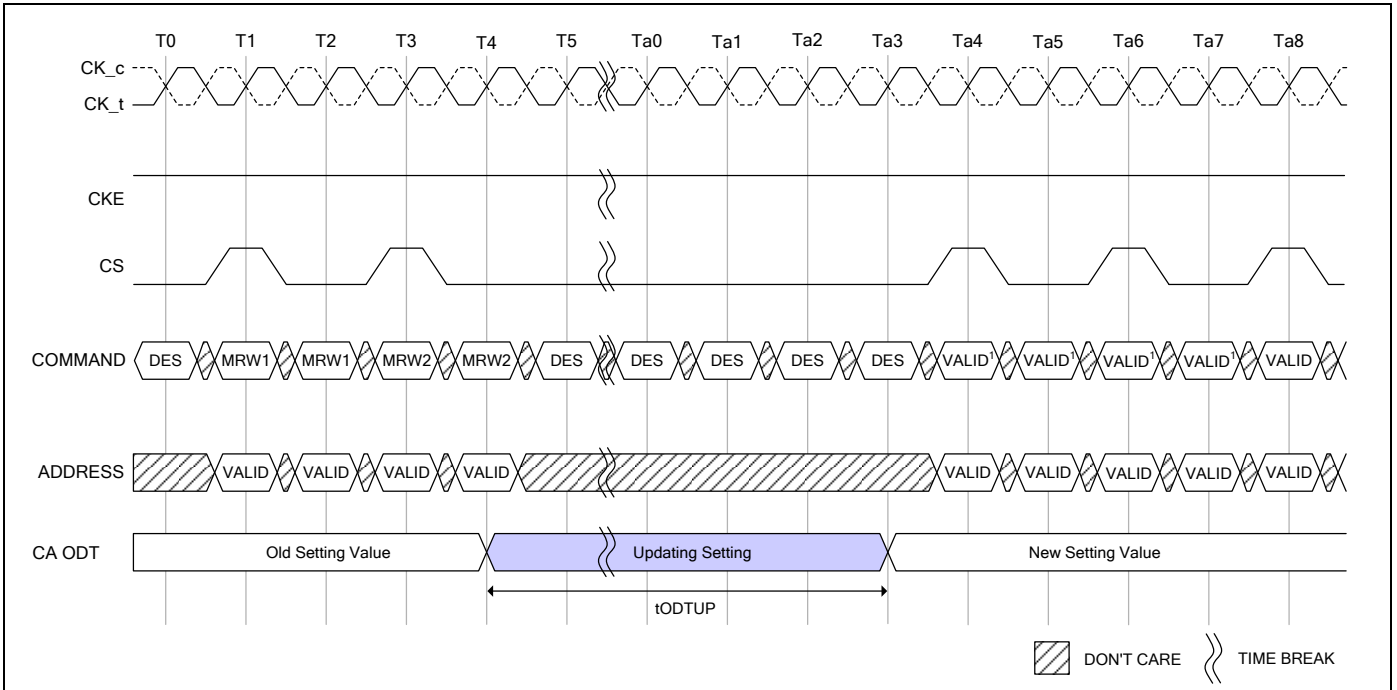 T0 T1 T2 T3 T4 T5 Ta0 Ta1 Ta2 Ta3 Ta4 Ta5 Ta6 Ta7 Ta8
CK_c
CK_t
CKE
CS
COMMAND DES MRW1 MRW1 MRW2 MRW2 DES DES DES DES DES VALID¹ VALID¹ VALID¹ VALID¹ VALID
ADDRESS VALID VALID VALID VALID VALID VALID VALID VALID VALID
CA ODT Old Setting Value Updating Setting New Setting Value
tODTUP
DON'T CARE TIME BREAK